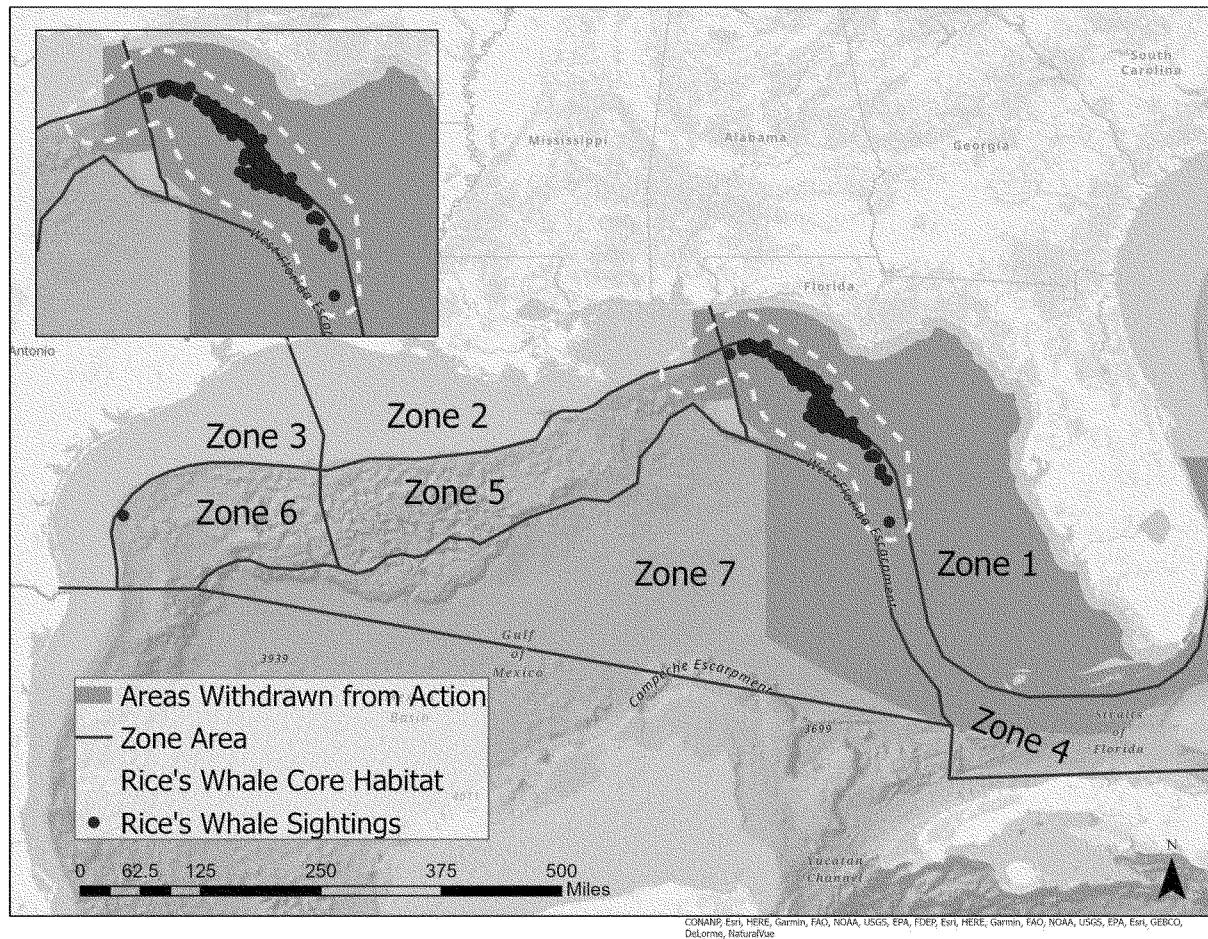 South
Carolina
Mississippi
Alabama
Georgia
West Florida Escar
Florida
Antonio
Zone 2
Zone 3
Zone 5
Zone 6
West Florida Escarpment
Zone 1
Zone 7
Gulf
of
Mexico
3939
Campeche Escarpment
Areas Withdrawn from Action
Basin
Zone Area
Rice's Whale Core Habitat
Rice's Whale Sightings
3699
Zone 4
Straits
of
Florida
0 62.5 125 250 375 500
Miles
Yucatan
Channel
N
CONANP, Esri, HERE, Garmin, FAO, NOAA, USGS, EPA, FDEP, Esri, HERE, Garmin, FAO, NOAA, USGS, EPA, Esri, GEBCO,
DeLorme, NaturalVue